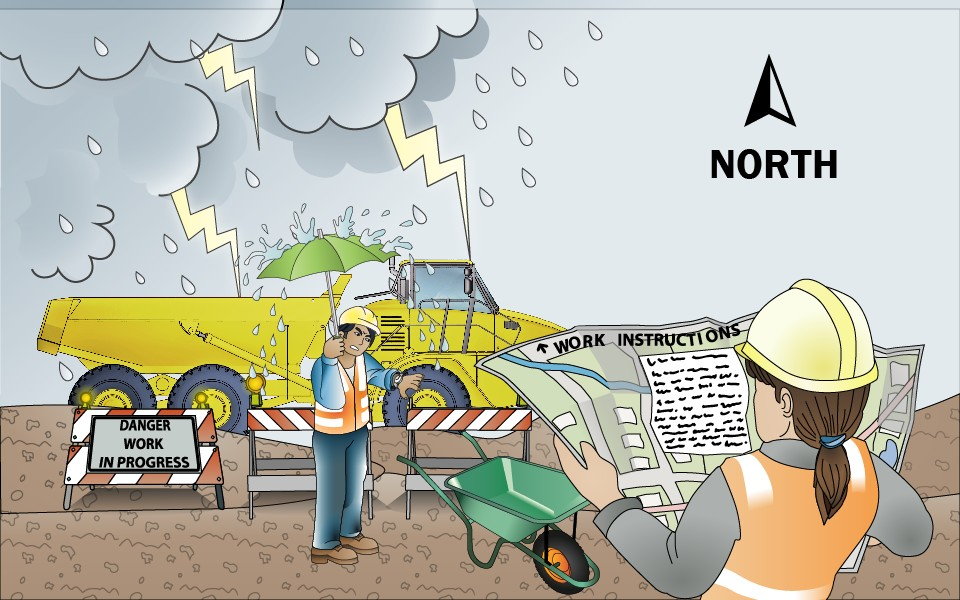 NORTH
WORK INSTRUCTIONS
DANGER
WORK
IN PROGRESS